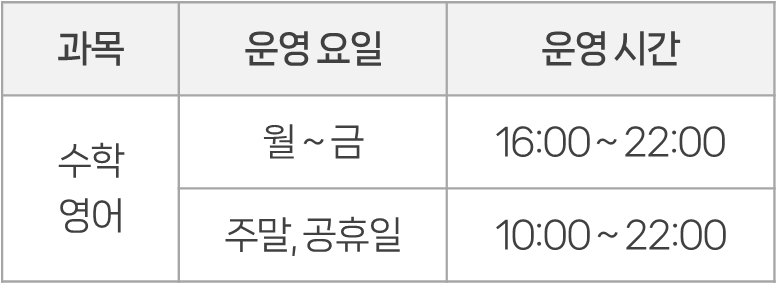 과목 운영 요일 운영 시간
수학
영어
월 ~ 금 16:00 ~ 22:00
주말, 공휴일 10:00 ~ 22:00